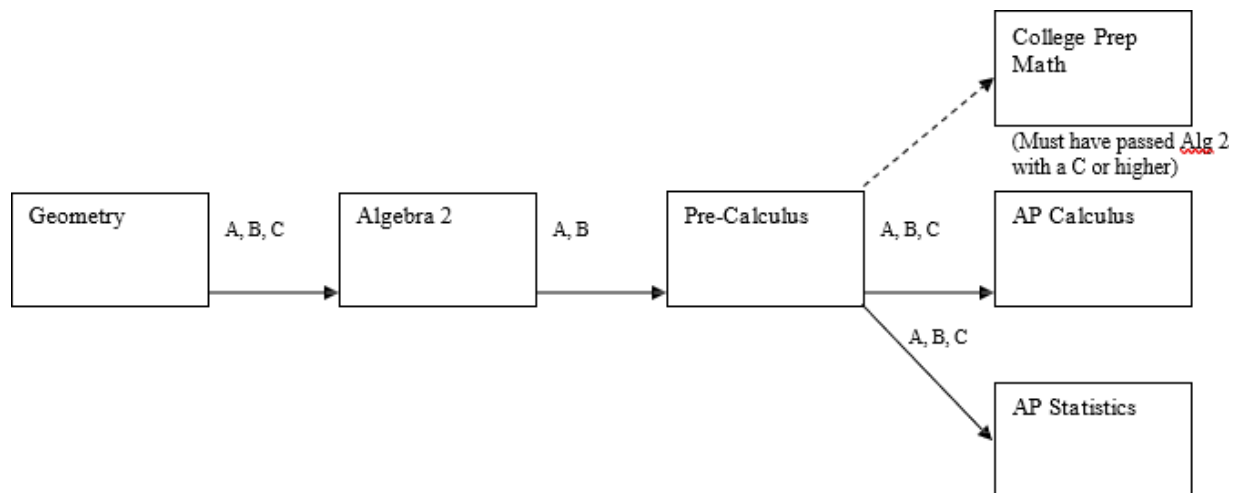 College Prep
Math
(Must have passed Alg 2
with a C or higher)
Geometry
A, B, C
Algebra 2
A, B
Pre-Calculus
A, B, C
AP Calculus
A, B, C
AP Statistics